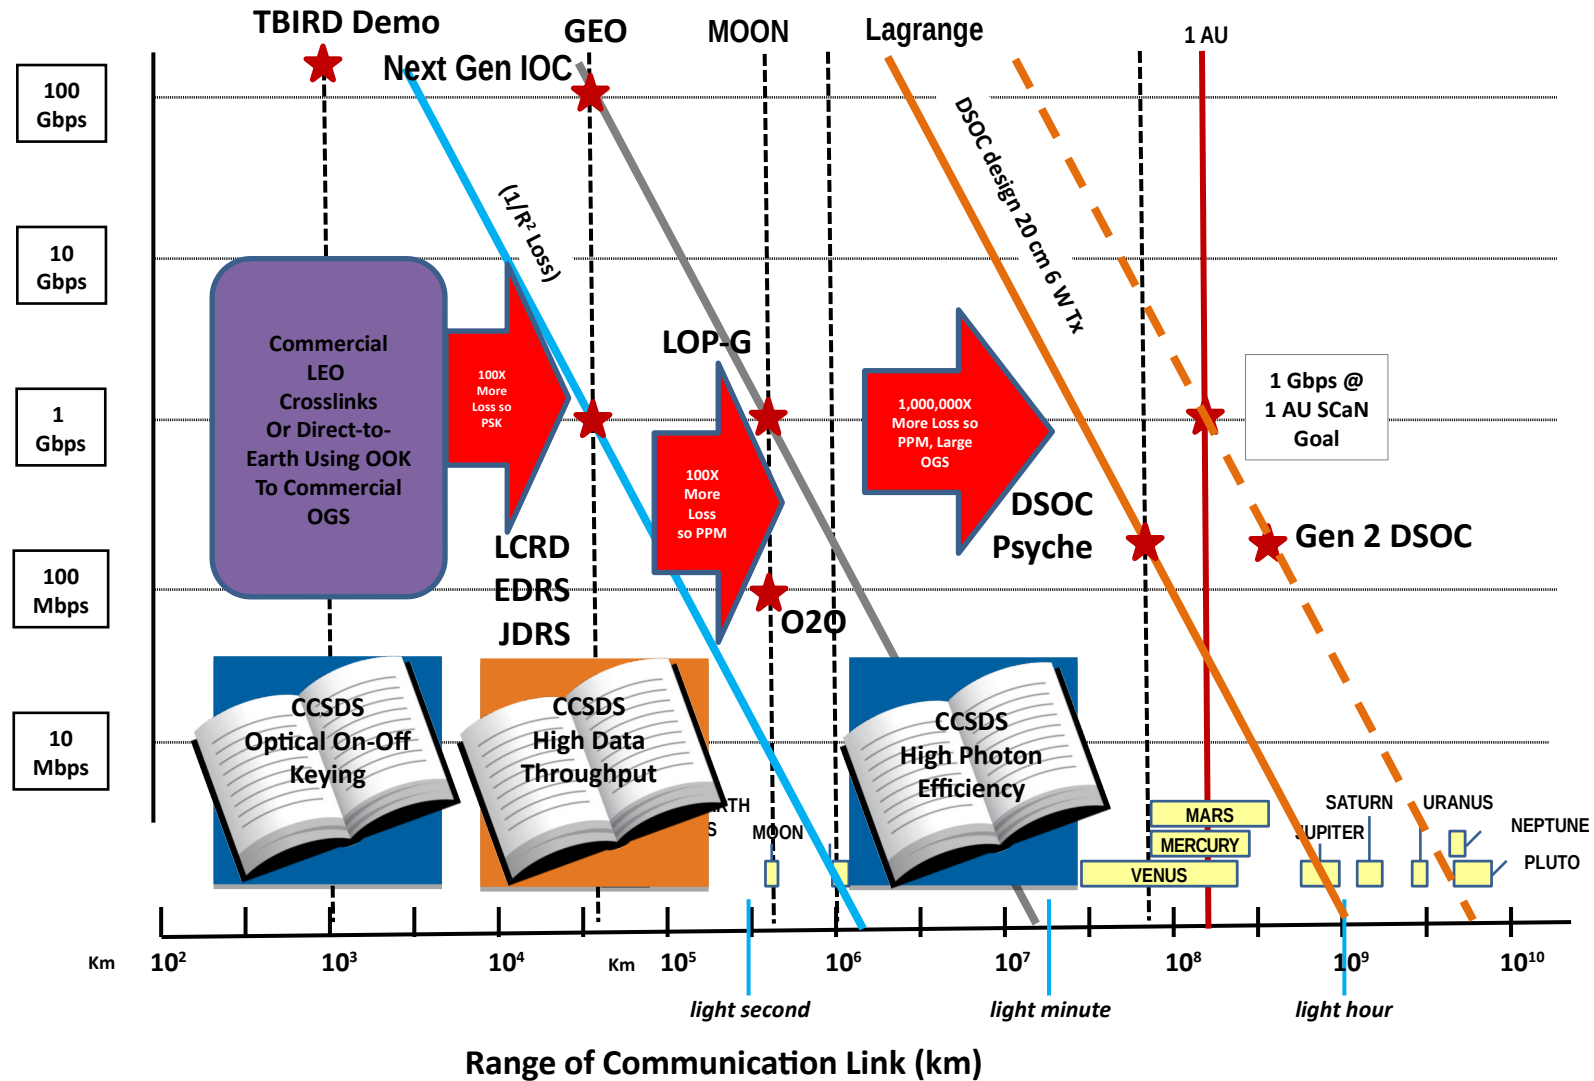 TBIRD Demo
GEO
MOON
Lagrange
1 AU
Next Gen IOC
100
Gbps
10
Gbps
1
Gbps
100
Mbps
10
Mbps
(1/R² Loss)
DSOC design 20 cm 6 W Tx
Commercial
LEO
Crosslinks
Or Direct-to-
Earth Using OOK
To Commercial
OGS
100X
More
Loss so
PSK
LOP-G
100X
More
Loss
so PPM
1,000,000X
More Loss so
PPM, Large
OGS
1 Gbps @
1 AU SCaN
Goal
LCRD
EDRS
JDRS
O2O
DSOC
Psyche
Gen 2 DSOC
CCSDS
Optical On-Off
Keying
CCSDS
High Data
Throughput
CCSDS
High Photon
Efficiency
MOON
MARS
MERCURY
VENUS
JUPITER
SATURN
URANUS
NEPTUNE
PLUTO
Km
10²
10³
10⁴
Km
10⁵
10⁶
10⁷
10⁸
10⁹
10¹⁰
light second
light minute
light hour
Range of Communication Link (km)